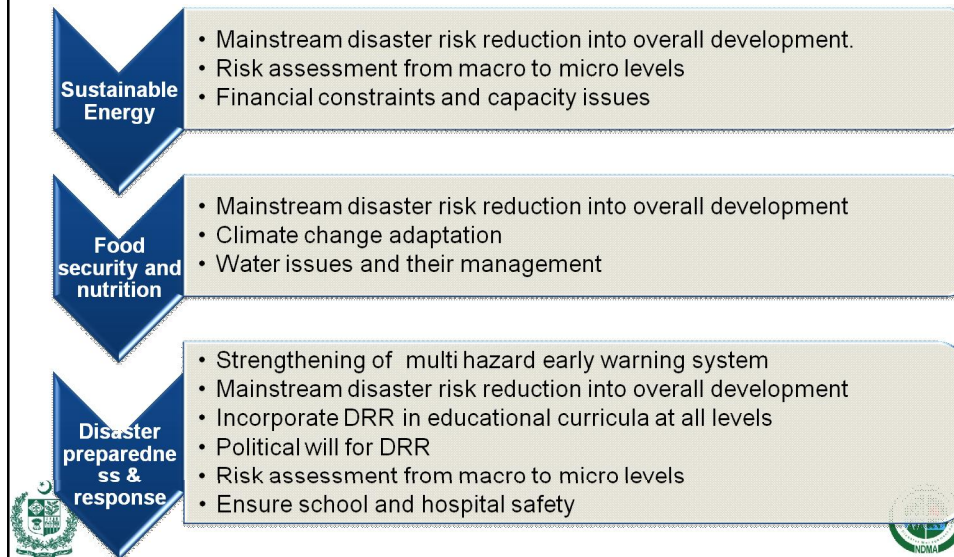 Sustainable
Energy
• Mainstream disaster risk reduction into overall development.
• Risk assessment from macro to micro levels
• Financial constraints and capacity issues
Food
security and
nutrition
• Mainstream disaster risk reduction into overall development
• Climate change adaptation
• Water issues and their management
Disaster
preparedne
ss &
response
• Strengthening of multi hazard early warning system
• Mainstream disaster risk reduction into overall development
• Incorporate DRR in educational curricula at all levels
• Political will for DRR
• Risk assessment from macro to micro levels
• Ensure school and hospital safety
NDMA